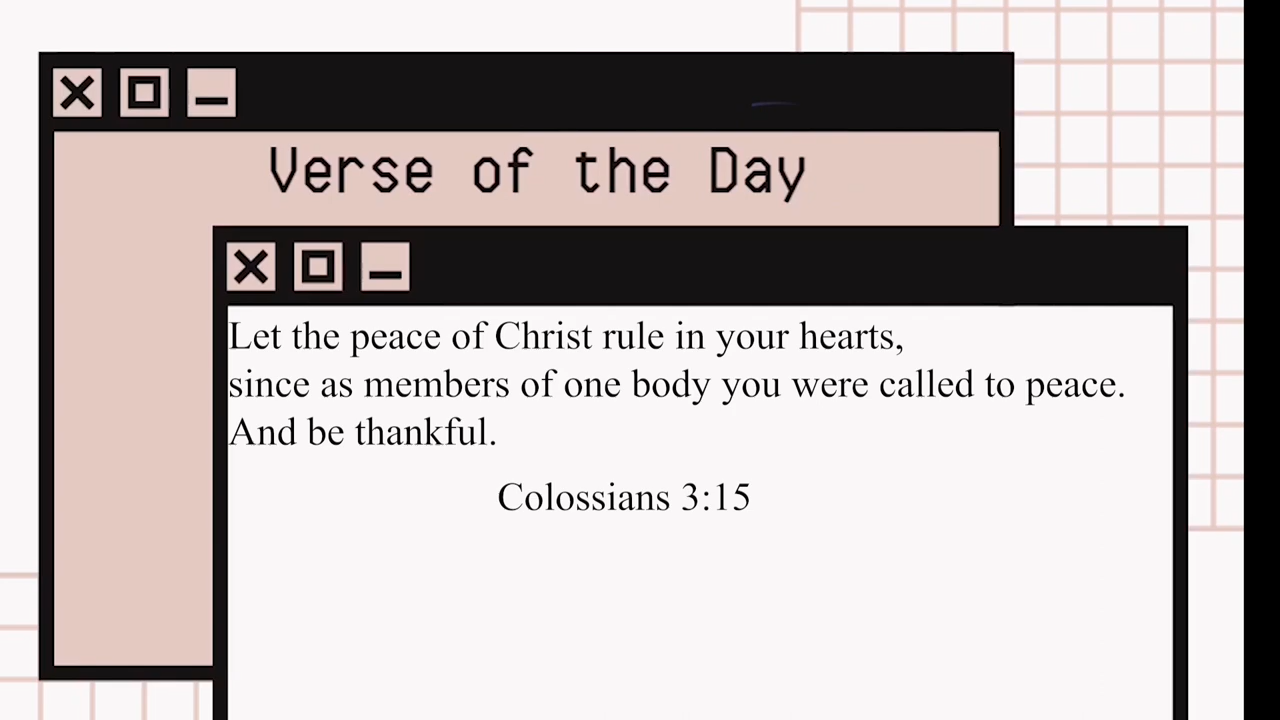 Verse of the Day
Let the peace of Christ rule in your hearts,
since as members of one body you were called to peace.
And be thankful.
Colossians 3:15